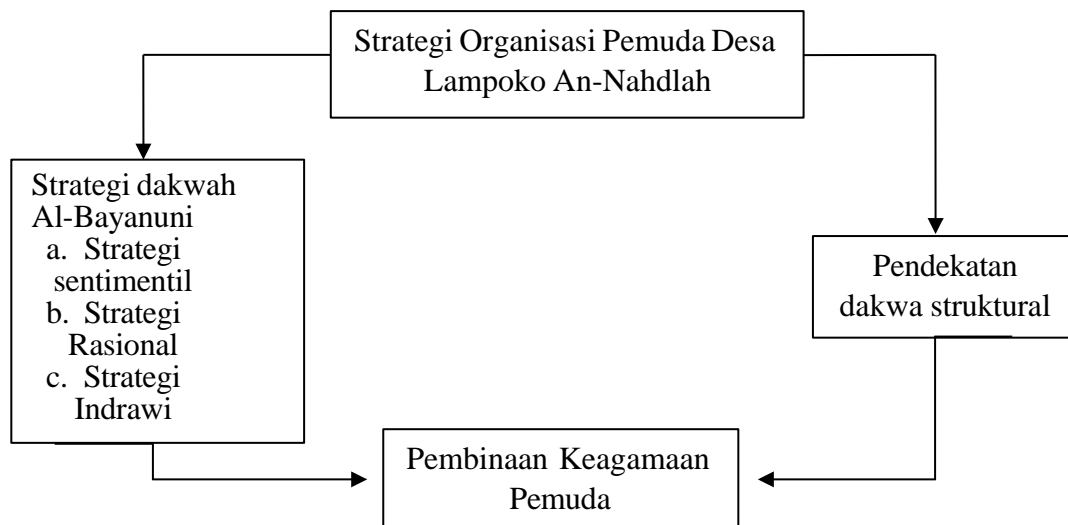 Strategi Organisasi Pemuda Desa
Lampoko An-Nahdlah
Strategi dakwah
Al-Bayanuni
a. Strategi
sentimentil
b. Strategi
Rasional
c. Strategi
Indrawi
Pendekatan
dakwa struktural
Pembinaan Keagamaan
Pemuda